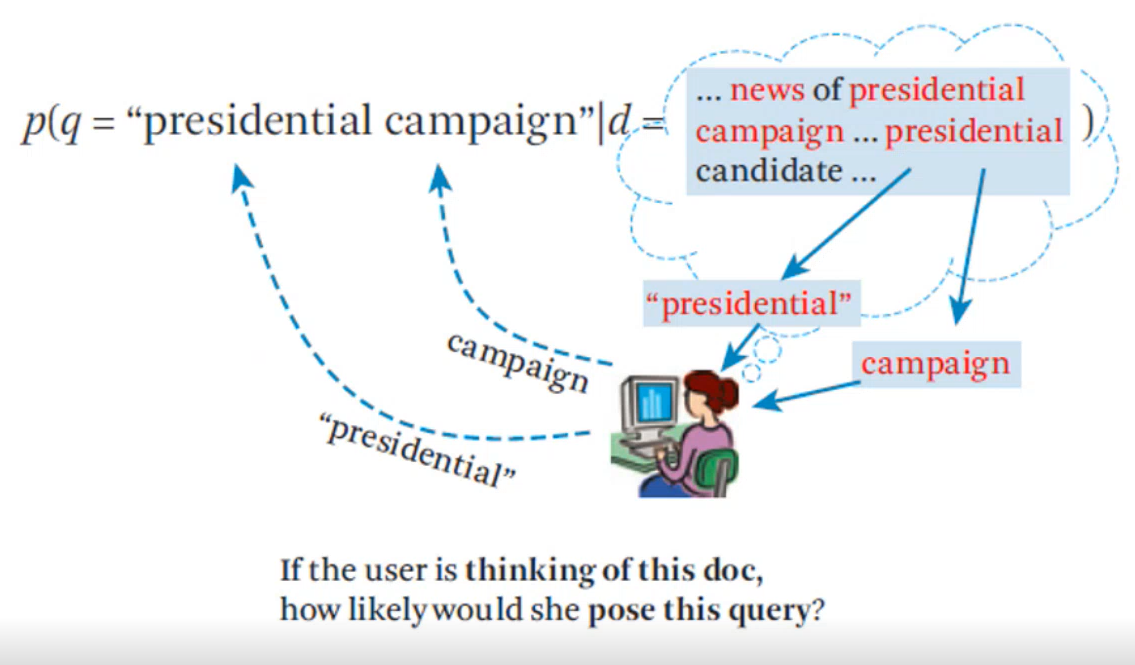 ... news of presidential
p(q = “presidential campaign”|d = campaign ... presidential )
candidate ...
“presidential”
campaign
campaign
“presidential”
If the user is thinking of this doc,
how likely would she pose this query?